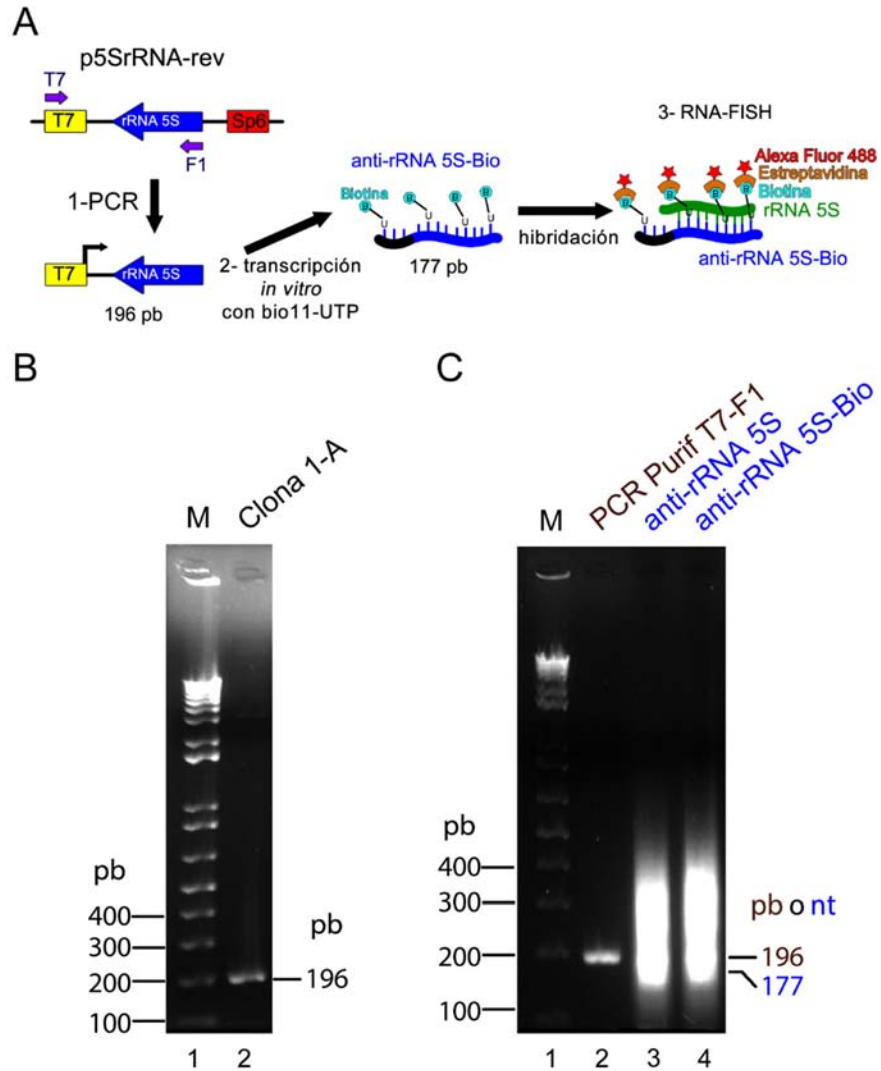 A
p5SrRNA-rev
T7
T7
rRNA 5S
Sp6
F1
1-PCR
T7
rRNA 5S
196 pb
2- transcripción
in vitro
con bio11-UTP
anti-rRNA 5S-Bio
Biotina
B
B
B
B
U
U
U
U
177 pb
hibridación
3- RNA-FISH
Alexa Fluor 488
Estreptavidina
Biotina
rRNA 5S
B
B
B
B
U
U
U
U
anti-rRNA 5S-Bio
B
M
Clona 1-A
pb
400
300
200
100
pb
196
1
2
C
M
PCR Purif T7-F1
anti-rRNA 5S
anti-rRNA 5S-Bio
pb
400
300
200
100
pb o nt
196
177
1
2
3
4